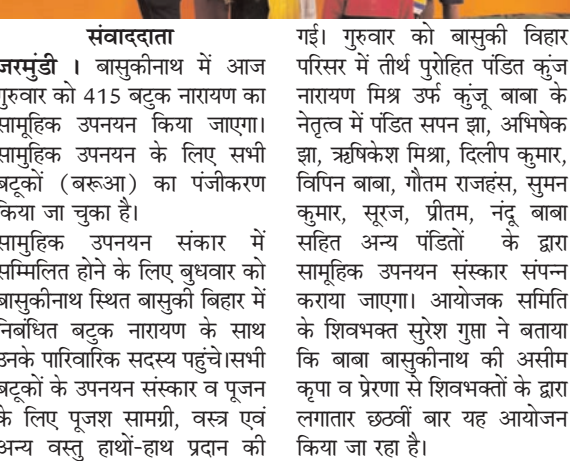 संवाददाता
जरमुंडी । बासुकीनाथ में आज
गुरुवार को 415 बटुक नारायण का
सामूहिक उपनयन किया जाएगा।
सामुहिक उपनयन के लिए सभी
बटूकों (बरूआ) का पंजीकरण
किया जा चुका है।
सामुहिक उपनयन संकार में
सम्मिलित होने के लिए बुधवार को
बासुकीनाथ स्थित बासुकी बिहार में
निबंधित बटुक नारायण के साथ
उनके पारिवारिक सदस्य पहुंचे।सभी
बटूकों के उपनयन संस्कार व पूजन
के लिए पूजश सामगी, वस्त्र एवं
अन्य वस्तु हाथों-हाथ प्रदान की
गई। गुरुवार को बासुकी विहार
परिसर में तीर्थ पुरोहित पंडित कुंज
नारायण मिश्र उर्फ कुंजू बाबा के
नेतृत्व में पंडित सपन झा, अभिषेक
झा, ऋषिकेश मिश्रा, दिलीप कुमार,
विपिन बाबा, गौतम राजहंस, सुमन
कुमार, सूरज, प्रीतम, नंदू बाबा
सहित अन्य पंडितों के द्वारा
सामूहिक उपनयन संस्कार संपन्न
कराया जाएगा। आयोजक समिति
के शिवभक्त सुरेश गुप्ता ने बताया
कि बाबा बासुकीनाथ की असीम
कृपा व प्रेरणा से शिवभक्तों के द्वारा
लगातार छठवीं बार यह आयोजन
किया जा रहा है।